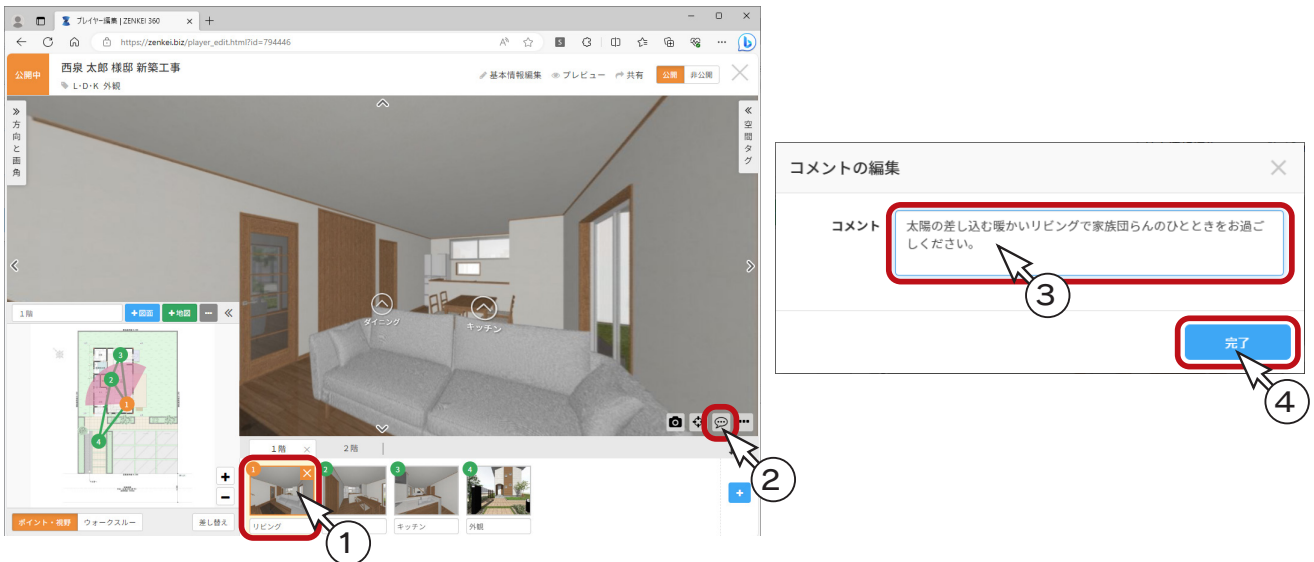 プレイヤー編集 | ZENKEI 360
https://zenkei.biz/player_edit.html?id=794446
公開中
西泉 太郎 様邸 新築工事
L・D・K 外観
基本情報編集 プレビュー 共有 公開 非公開
方向と画角
空間タグ
ダイニング
キッチン
1階
+図面 +地図
3
2
1
4
ポイント・視野 ウォークスルー 差し替え
1階 2階
1 2 3 4
リビング
キッチン
外観
①
②
コメントの編集
コメント
太陽の差し込む暖かいリビングで家族団らんのひとときをお過ご
しください。
③
完了
④